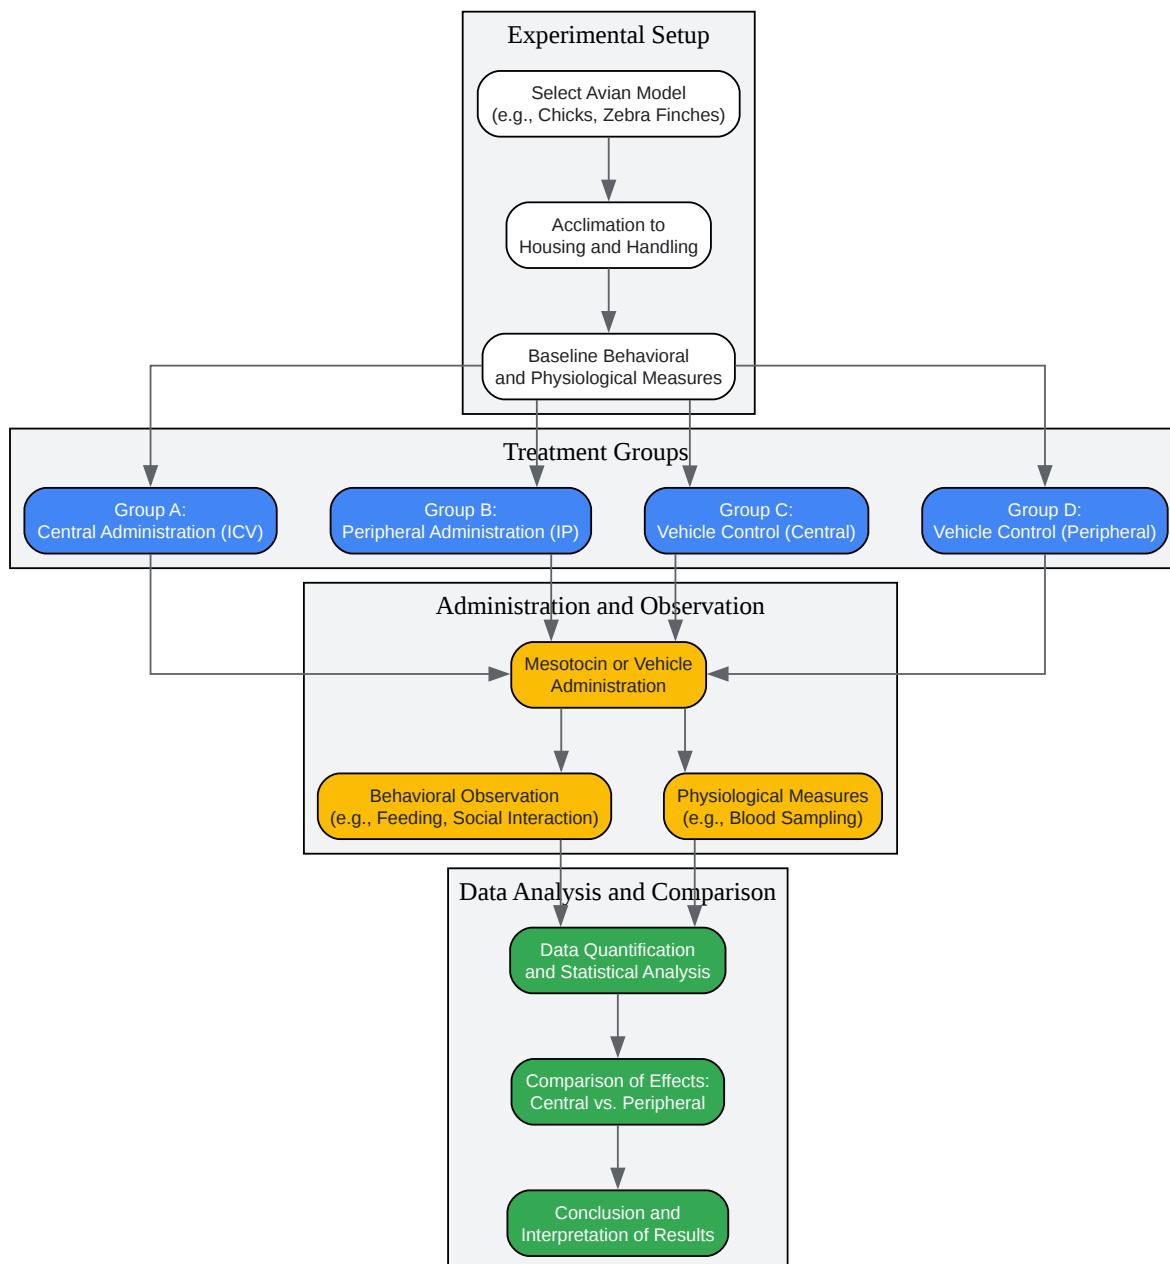 Experimental Setup
Select Avian Model
(e.g., Chicks, Zebra Finches)
Acclimation to
Housing and Handling
Baseline Behavioral
and Physiological Measures
Treatment Groups
Group A:
Central Administration (ICV)
Group B:
Peripheral Administration (IP)
Group C:
Vehicle Control (Central)
Group D:
Vehicle Control (Peripheral)
Administration and Observation
Mesotocin or Vehicle
Administration
Behavioral Observation
(e.g., Feeding, Social Interaction)
Physiological Measures
(e.g., Blood Sampling)
Data Analysis and Comparison
Data Quantification
and Statistical Analysis
Comparison of Effects:
Central vs. Peripheral
Conclusion and
Interpretation of Results